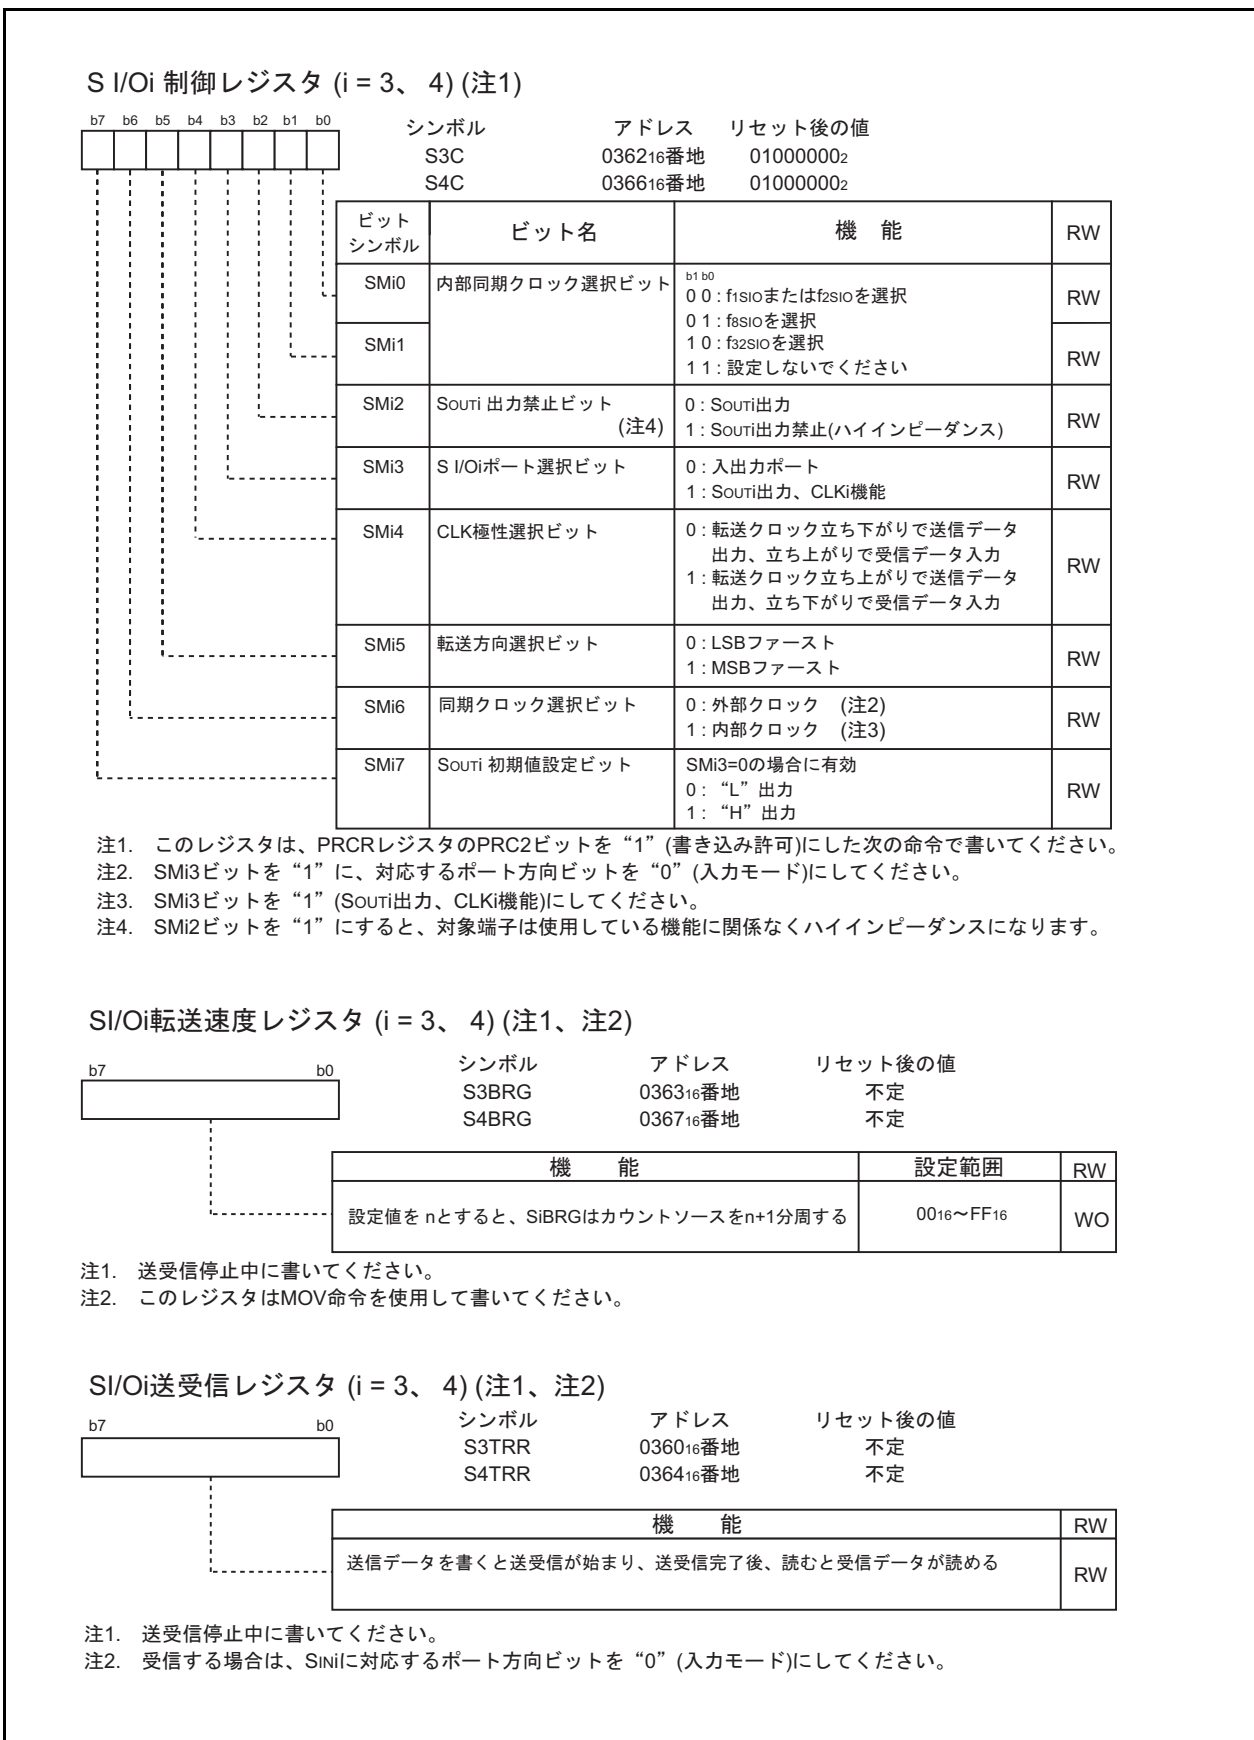 S I/Oi 制御レジスタ (i = 3、 4) (注1)
b7 b6 b5 b4 b3 b2 b1 b0
シンボル アドレス リセット後の値
S3C 036216番地 010000002
S4C 036616番地 010000002
ビット
シンボル ビット名 機 能 RW
SMi0 内部同期クロック選択ビット
b1 b0
0 0 : f1SIOまたはf2SIOを選択 RW
0 1 : f8SIOを選択
SMi1 1 0 : f32SIOを選択 RW
1 1 : 設定しないでください
SMi2 SOUTi 出力禁止ビット 0 : SOUTi出力
(注4) 1 : SOUTi出力禁止(ハイインピーダンス) RW
SMi3 S I/Oiポート選択ビット 0 : 入出力ポート
1 : SOUTi出力、CLKi機能 RW
SMi4 CLK極性選択ビット 0 : 転送クロック立ち下がりで送信データ
出力、立ち上がりで受信データ入力
1 : 転送クロック立ち上がりで送信データ RW
出力、立ち下がりで受信データ入力
SMi5 転送方向選択ビット 0 : LSBファースト
1 : MSBファースト RW
SMi6 同期クロック選択ビット 0 : 外部クロック (注2)
1 : 内部クロック (注3) RW
SMi7 SOUTi 初期値設定ビット SMi3=0の場合に有効
0 : “L”出力 RW
1 : “H”出力
注1. このレジスタは、PRCRレジスタのPRC2ビットを“1”(書き込み許可)にした次の命令で書いてください。
注2. SMi3ビットを“1”に、対応するポート方向ビットを“0”(入力モード)にしてください。
注3. SMi3ビットを“1”(SOUTi出力、CLKi機能)にしてください。
注4. SMi2ビットを“1”にすると、対象端子は使用している機能に関係なくハイインピーダンスになります。
SI/Oi転送速度レジスタ (i = 3、 4) (注1、注2)
b7 b0
シンボル アドレス リセット後の値
S3BRG 036316番地 不定
S4BRG 036716番地 不定
機 能 設定範囲 RW
設定値を nとすると、SiBRGはカウントソースをn+1分周する 0016〜FF16 WO
注1. 送受信停止中に書いてください。
注2. このレジスタはMOV命令を使用して書いてください。
SI/Oi送受信レジスタ (i = 3、 4) (注1、注2)
b7 b0
シンボル アドレス リセット後の値
S3TRR 036016番地 不定
S4TRR 036416番地 不定
機 能 RW
送信データを書くと送受信が始まり、送受信完了後、読むと受信データが読める RW
注1. 送受信停止中に書いてください。
注2. 受信する場合は、SINiに対応するポート方向ビットを“0”(入力モード)にしてください。